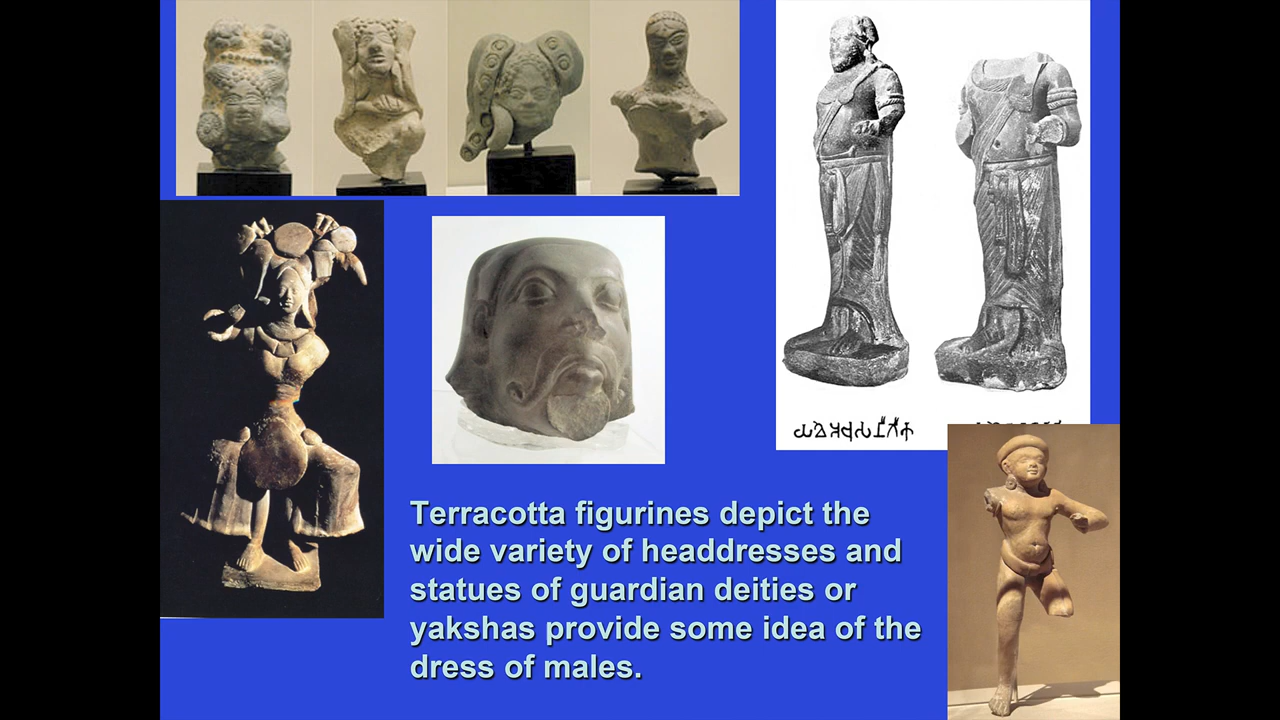 Terracotta figurines depict the
wide variety of headdresses and
statues of guardian deities or
yakshas provide some idea of the
dress of males.